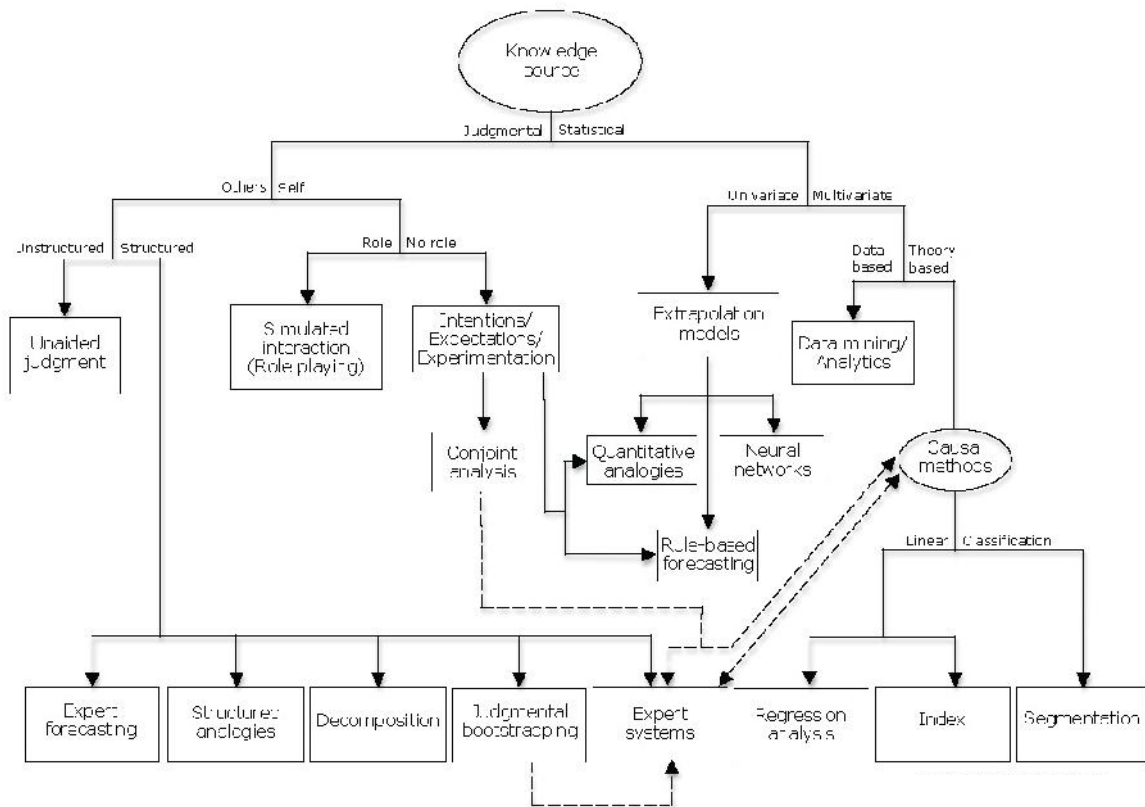 Knowledge
source
Judgmental Statistical
Others Self
Univariate Multivariate
Unstructured Structured
Role No role
Data
based
Theory
based
Unaided
judgment
Simulated
interaction
(Role playing)
Intentions/
Expectations/
Experimentation
Extrapolation
models
Data mining/
Analytics
Conjoint
analysis
Quantitative
analogies
Neural
networks
Causal
methods
Rule-based
forecasting
Linear Classification
Expert
forecasting
Structured
analogies
Decomposition
Judgmental
bootstrapping
Expert
systems
Regression
analysis
Index
Segmentation